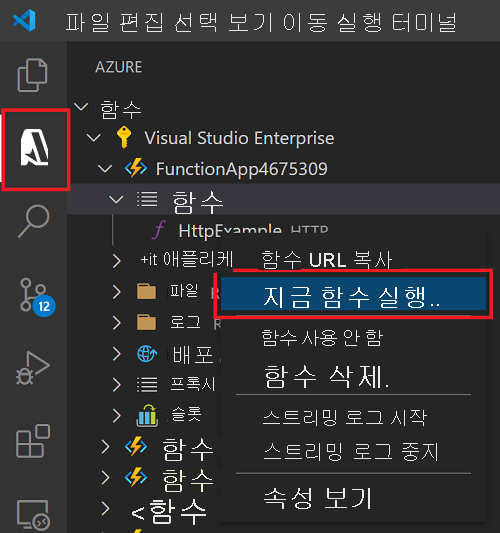 파일 편집 선택 보기 이동 실행 터미널
AZURE
함수
Visual Studio Enterprise
FunctionApp4675309
함수
HttpExample HTTP
+it 애플리케
파일 R
로그 R
배포
프록시
슬롯
함수
함수
<함수
12
함수 URL 복사
지금 함수 실행..
함수 사용 안 함
함수 삭제.
스트리밍 로그 시작
스트리밍 로그 중지
속성 보기